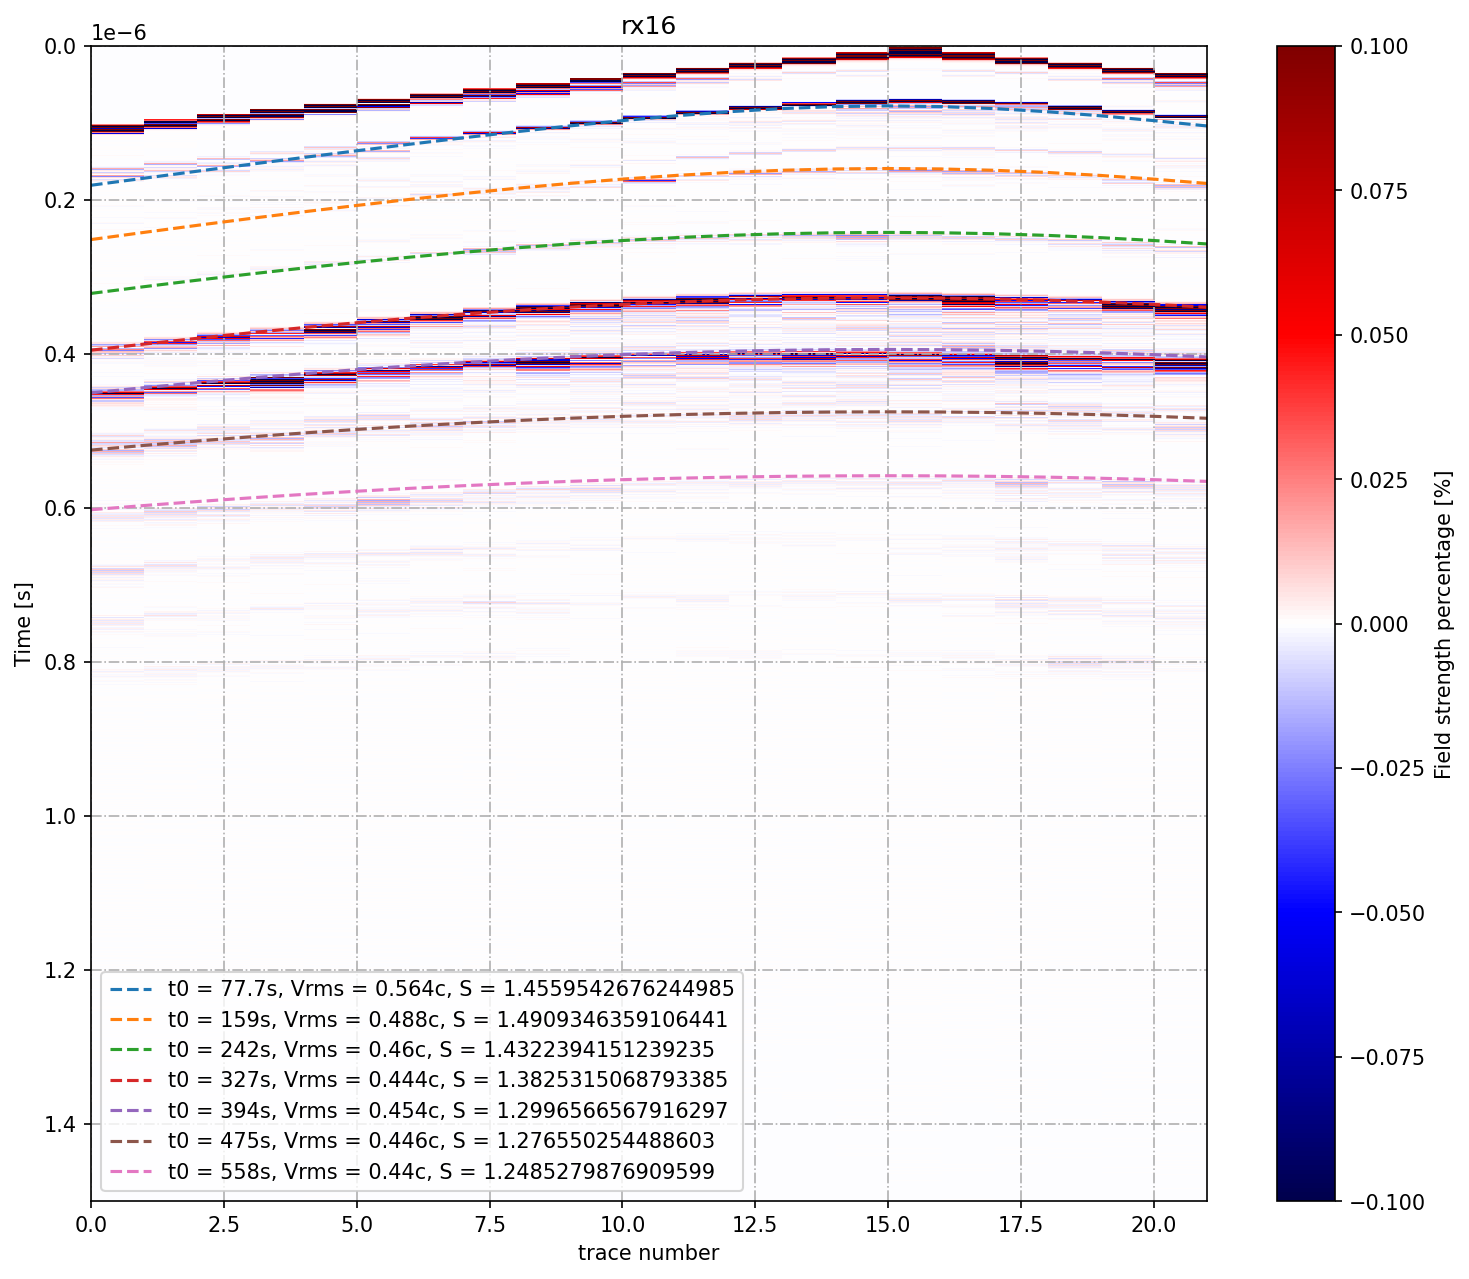 rx16
1e−6
0.0
0.2
0.4
0.6
0.8
1.0
1.2
1.4
Time [s]
t0 = 77.7s, Vrms = 0.564c, S = 1.4559542676244985
t0 = 159s, Vrms = 0.488c, S = 1.4909346359106441
t0 = 242s, Vrms = 0.46c, S = 1.4322394151239235
t0 = 327s, Vrms = 0.444c, S = 1.3825315068793385
t0 = 394s, Vrms = 0.454c, S = 1.2996566567916297
t0 = 475s, Vrms = 0.446c, S = 1.276550254488603
t0 = 558s, Vrms = 0.44c, S = 1.2485279876909599
0.0 2.5 5.0 7.5 10.0 12.5 15.0 17.5 20.0
trace number
0.100
0.075
0.050
0.025
0.000
−0.025
−0.050
−0.075
−0.100
Field strength percentage [%]